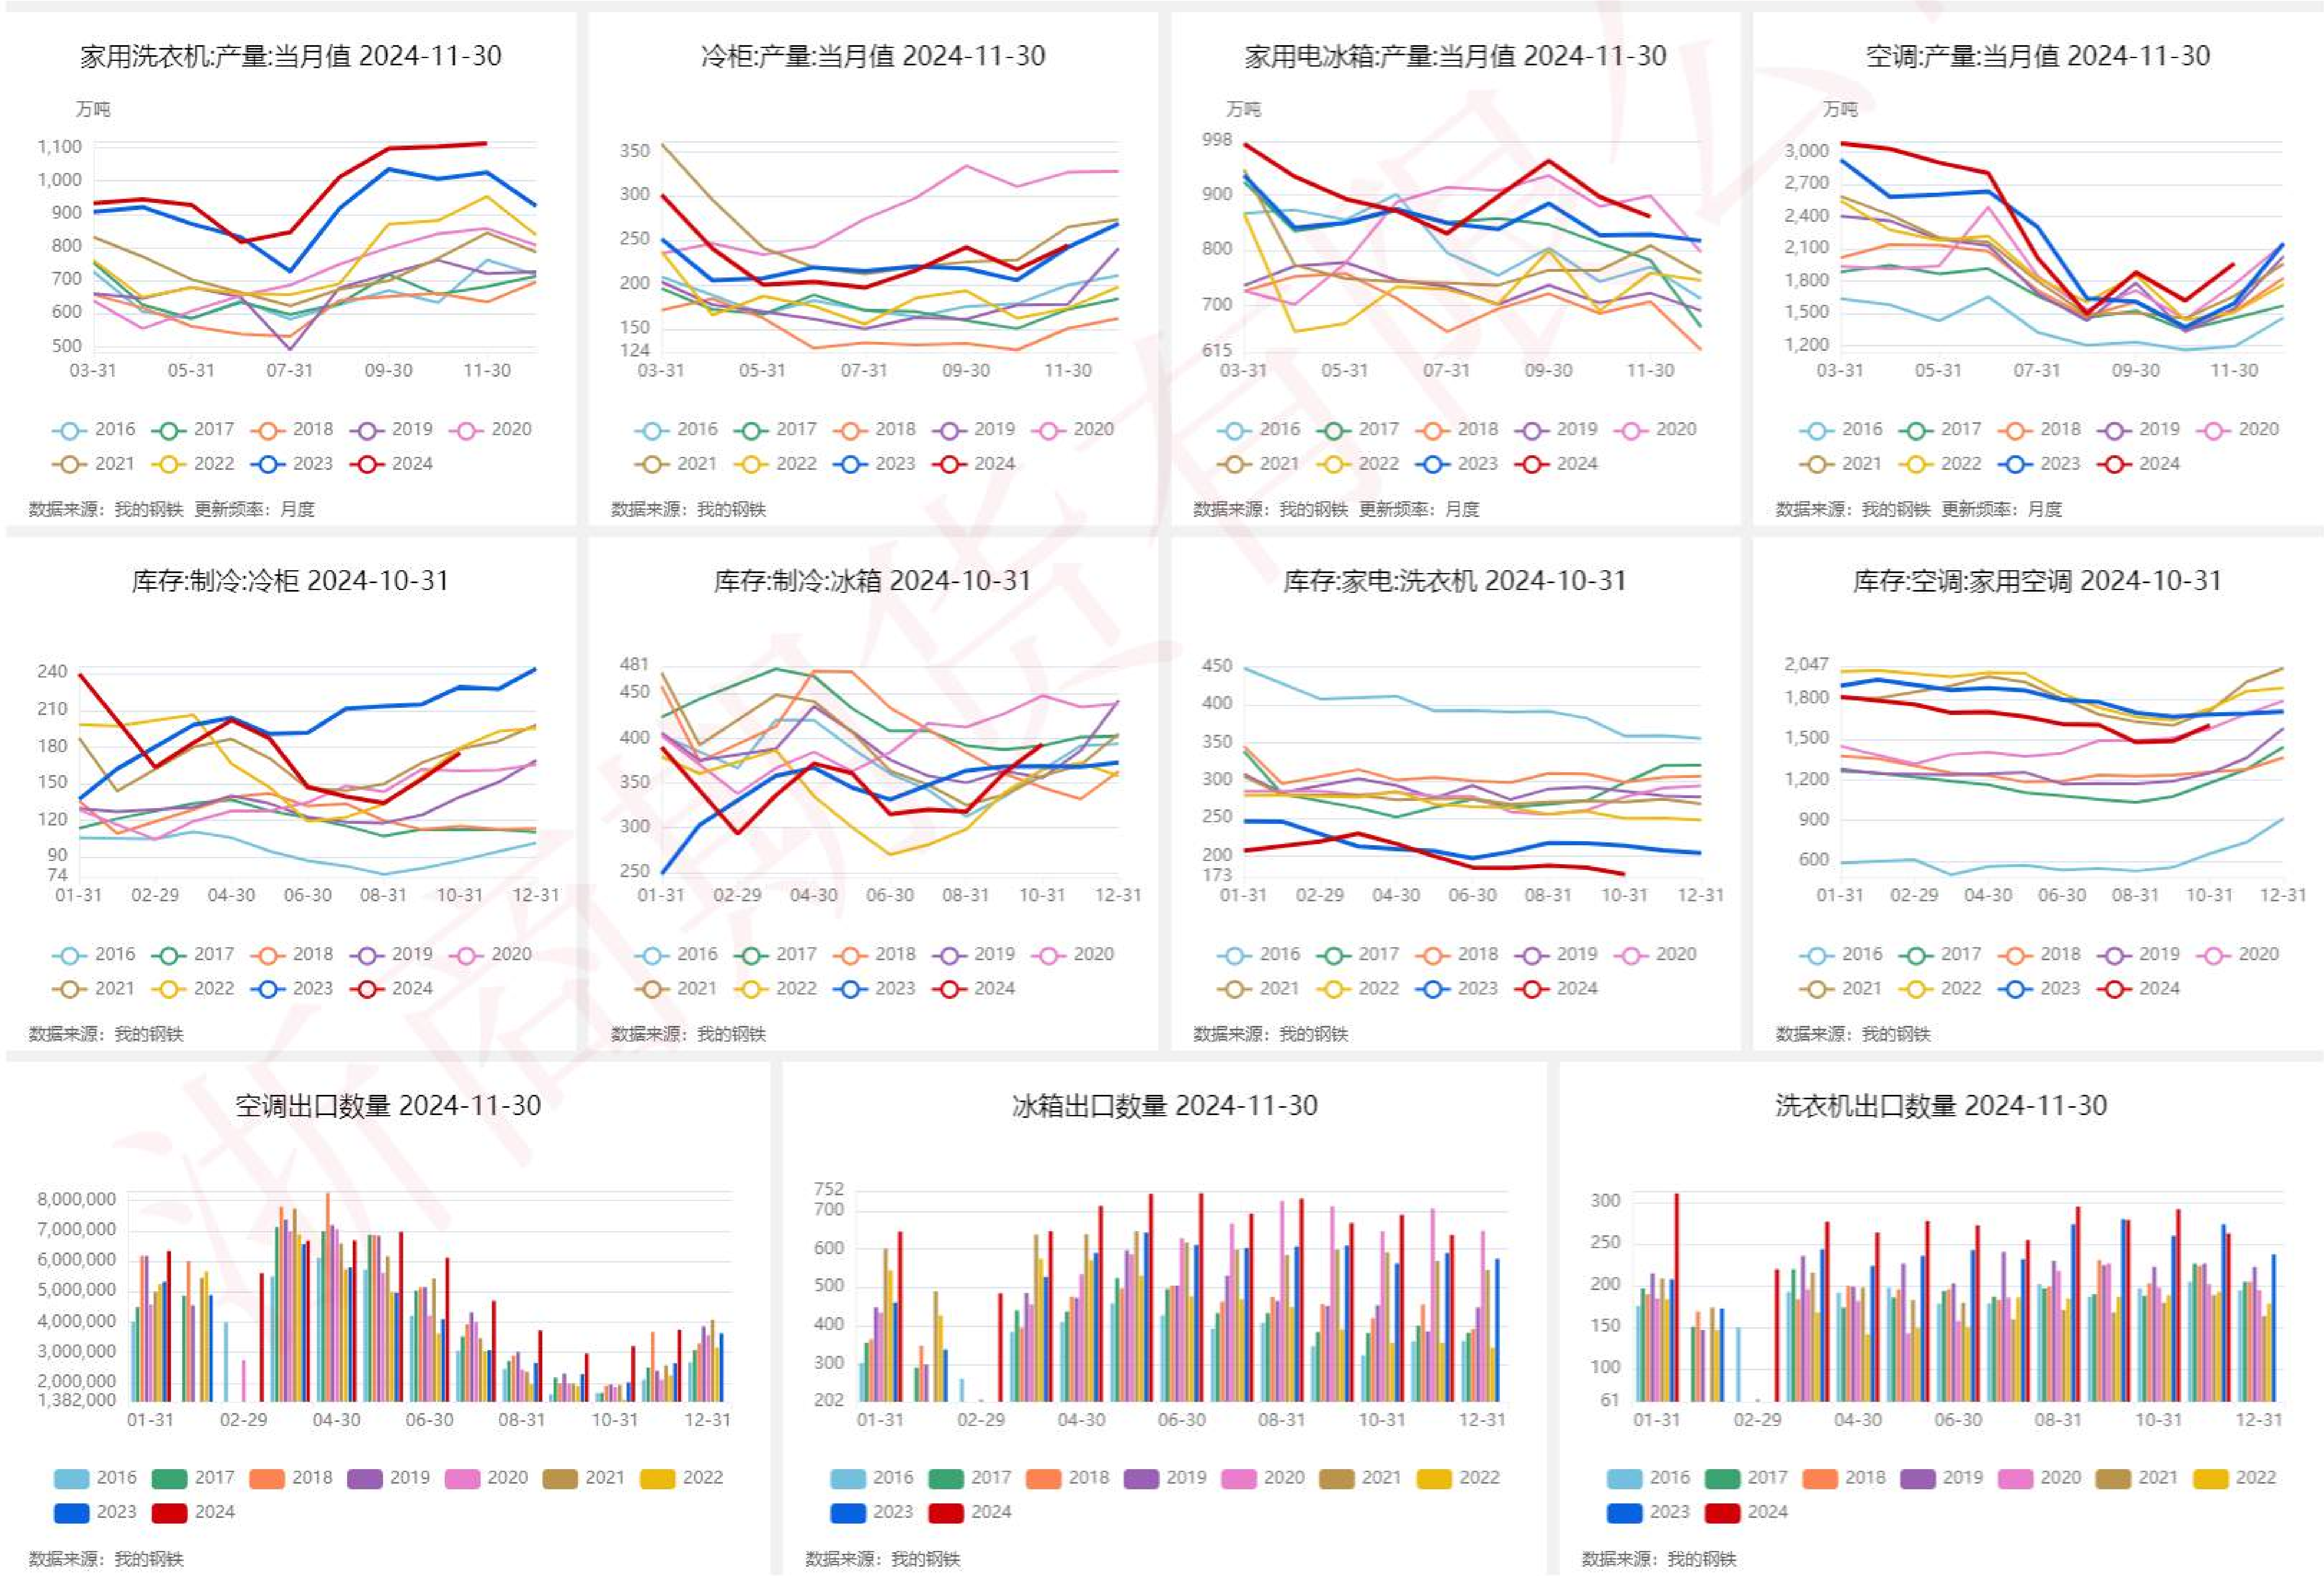 家用洗衣机:产量:当月值 2024-11-30
万吨
1,100
1,000
900
800
700
600
500
03-31 05-31 07-31 09-30 11-30
2016 2017 2018 2019 2020
2021 2022 2023 2024
数据来源：我的钢铁 更新频率：月度
冷柜:产量:当月值 2024-11-30
350
300
250
200
150
124
03-31 05-31 07-31 09-30 11-30
2016 2017 2018 2019 2020
2021 2022 2023 2024
数据来源：我的钢铁
家用电冰箱:产量:当月值 2024-11-30
万吨
998
900
800
700
615
03-31 05-31 07-31 09-30 11-30
2016 2017 2018 2019 2020
2021 2022 2023 2024
数据来源：我的钢铁 更新频率：月度
空调:产量:当月值 2024-11-30
万吨
3,000
2,700
2,400
2,100
1,800
1,500
1,200
03-31 05-31 07-31 09-30 11-30
2016 2017 2018 2019 2020
2021 2022 2023 2024
数据来源：我的钢铁 更新频率：月度
库存:制冷:冷柜 2024-10-31
240
210
180
150
120
90
74
01-31 02-29 04-30 06-30 08-31 10-31 12-31
2016 2017 2018 2019 2020
2021 2022 2023 2024
数据来源：我的钢铁
库存:制冷:冰箱 2024-10-31
481
450
400
350
300
250
01-31 02-29 04-30 06-30 08-31 10-31 12-31
2016 2017 2018 2019 2020
2021 2022 2023 2024
数据来源：我的钢铁
库存:家电:洗衣机 2024-10-31
450
400
350
300
250
200
173
01-31 02-29 04-30 06-30 08-31 10-31 12-31
2016 2017 2018 2019 2020
2021 2022 2023 2024
数据来源：我的钢铁
库存:空调:家用空调 2024-10-31
2,047
1,800
1,500
1,200
900
600
01-31 02-29 04-30 06-30 08-31 10-31 12-31
2016 2017 2018 2019 2020
2021 2022 2023 2024
数据来源：我的钢铁
空调出口数量 2024-11-30
8,000,000
7,000,000
6,000,000
5,000,000
4,000,000
3,000,000
2,000,000
1,382,000
01-31 02-29 04-30 06-30 08-31 10-31 12-31
2016 2017 2018 2019 2020 2021 2022
2023 2024
数据来源：我的钢铁
冰箱出口数量 2024-11-30
752
700
600
500
400
300
202
01-31 02-29 04-30 06-30 08-31 10-31 12-31
2016 2017 2018 2019 2020 2021 2022
2023 2024
数据来源：我的钢铁
洗衣机出口数量 2024-11-30
300
250
200
150
100
61
01-31 02-29 04-30 06-30 08-31 10-31 12-31
2016 2017 2018 2019 2020 2021 2022
2023 2024
数据来源：我的钢铁
浙商期货有限公